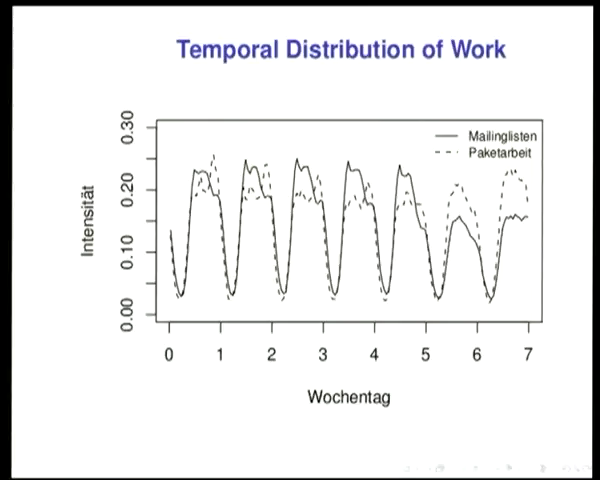 Temporal Distribution of Work
Mailinglisten
Paketarbeit
0.30
0.20
0.10
0.00
Intensität
0 1 2 3 4 5 6 7
Wochentag